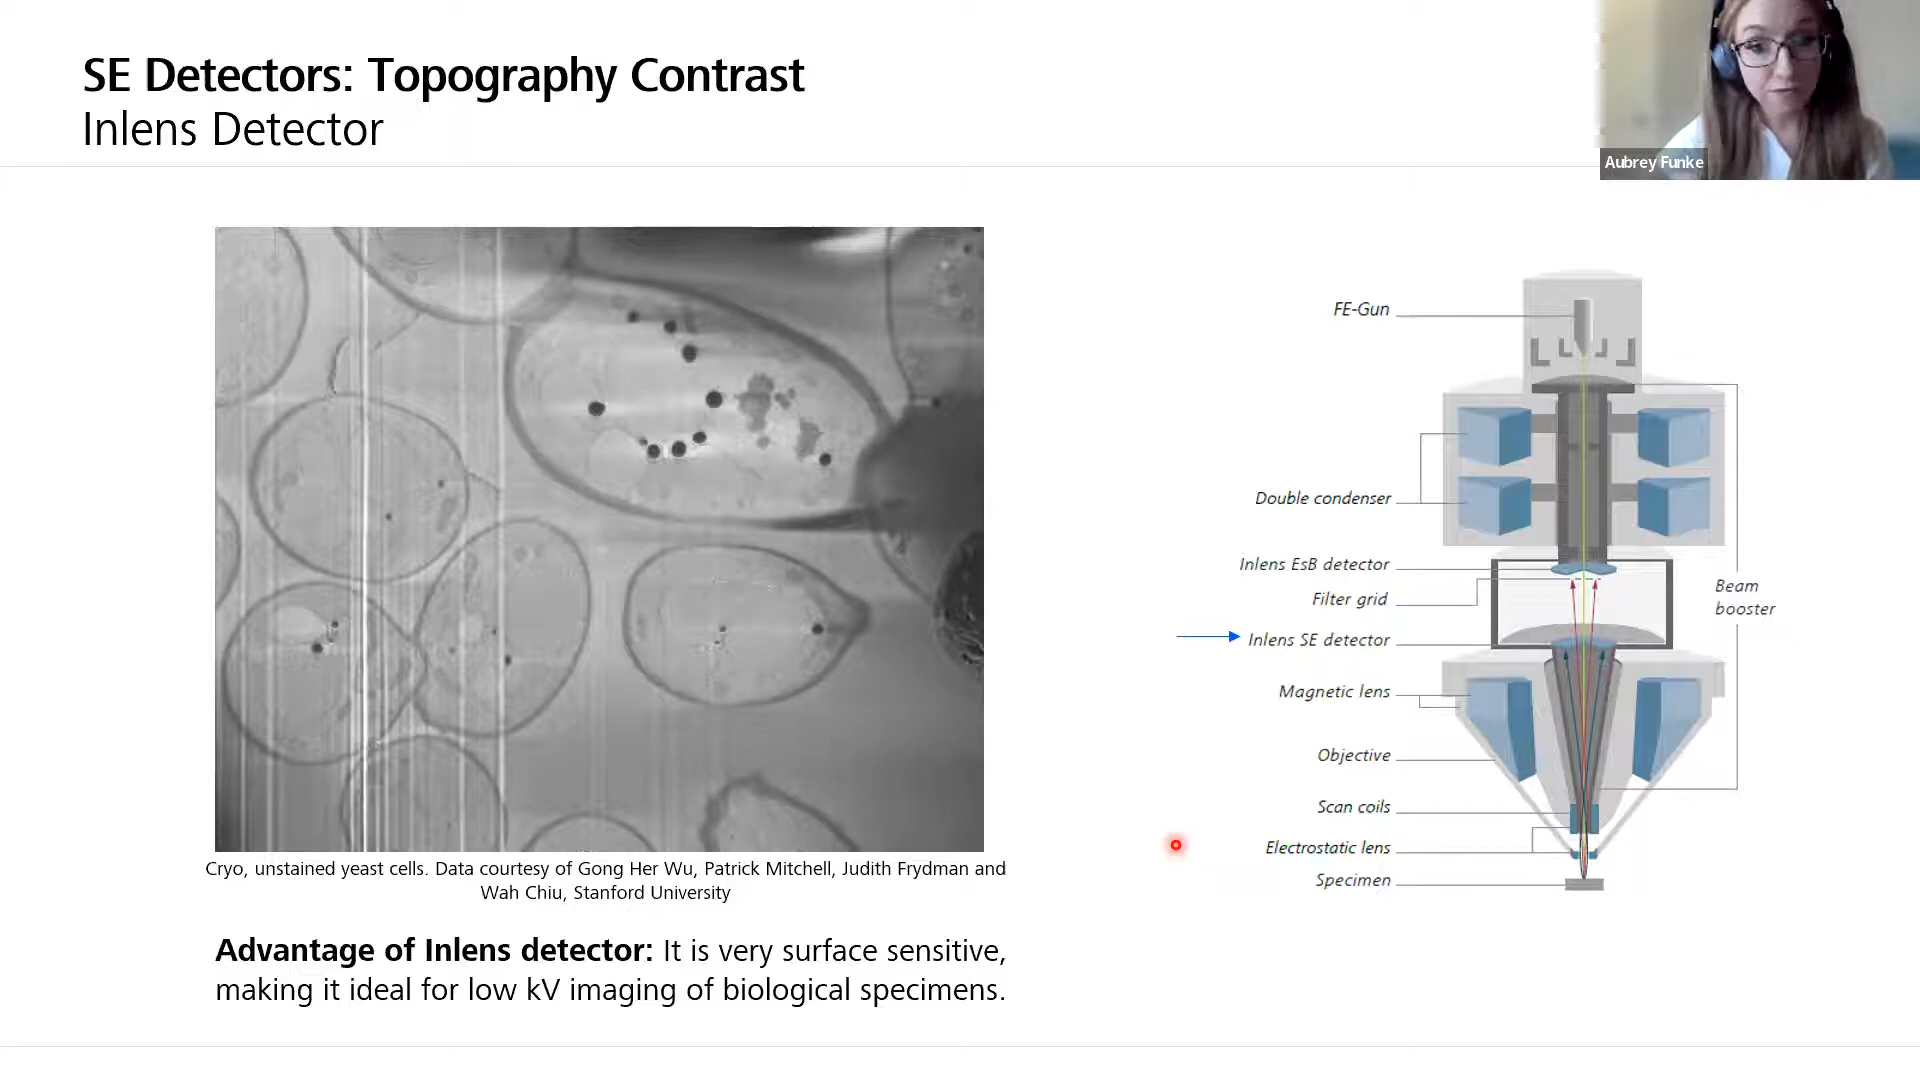 SE Detectors: Topography Contrast
Inlens Detector
Aubrey Funke
FE-Gun
Double condenser
Inlens EsB detector
Filter grid
Beam
booster
Inlens SE detector
Magnetic lens
Objective
Scan coils
Electrostatic lens
Specimen
Cryo, unstained yeast cells. Data courtesy of Gong Her Wu, Patrick Mitchell, Judith Frydman and
Wah Chiu, Stanford University
Advantage of Inlens detector: It is very surface sensitive,
making it ideal for low kV imaging of biological specimens.